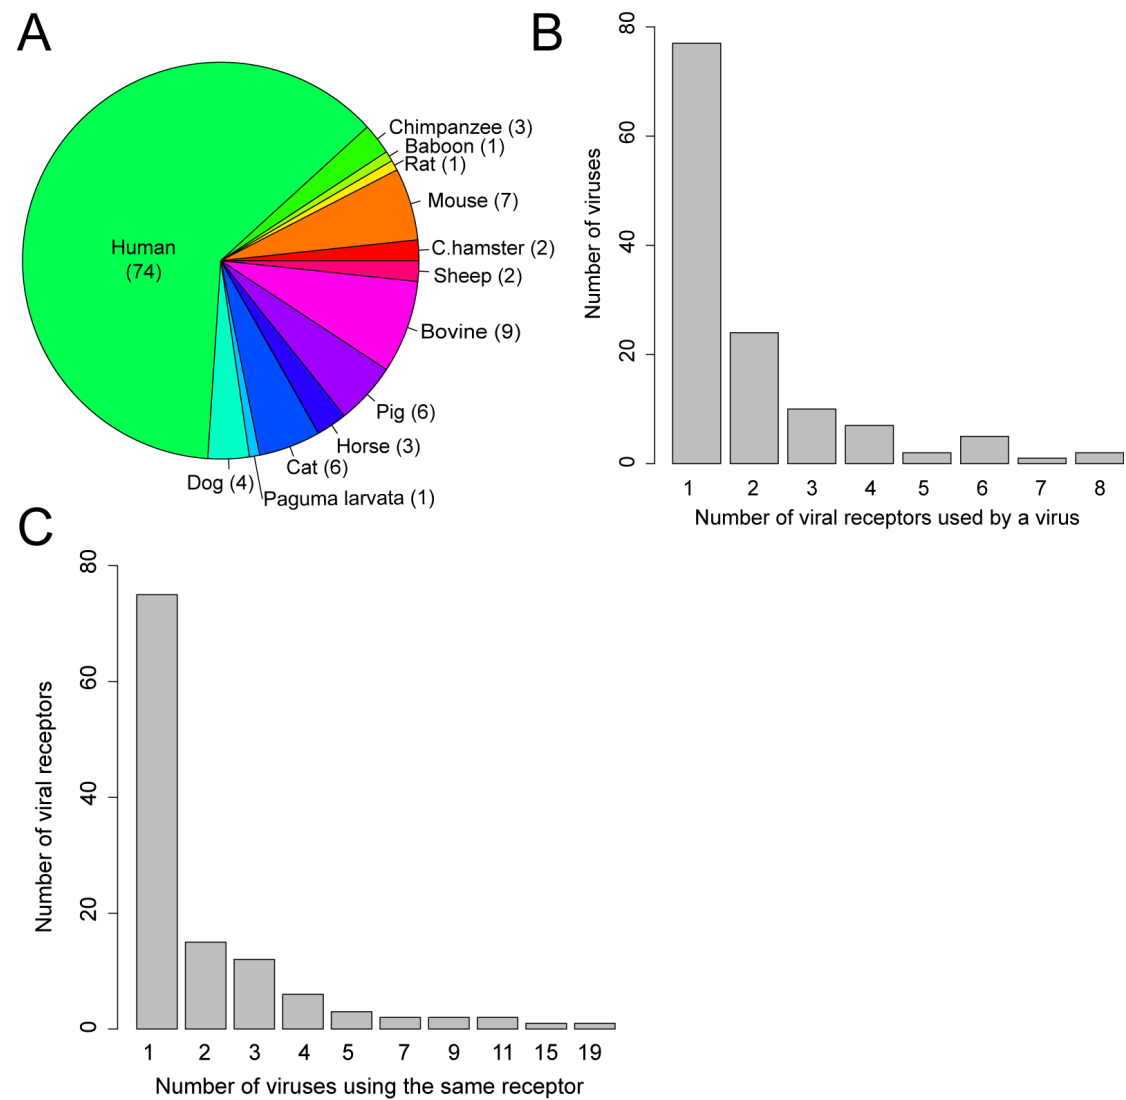 A
Chimpanzee (3)
Baboon (1)
Rat (1)
Mouse (7)
Human
(74)
C.hamster (2)
Sheep (2)
Bovine (9)
Pig (6)
Horse (3)
Cat (6)
Dog (4)
Paguma larvata (1)
B
80
60
40
20
0
Number of viruses
1 2 3 4 5 6 7 8
Number of viral receptors used by a virus
C
80
60
40
20
0
Number of viral receptors
1 2 3 4 5 7 9 11 15 19
Number of viruses using the same receptor